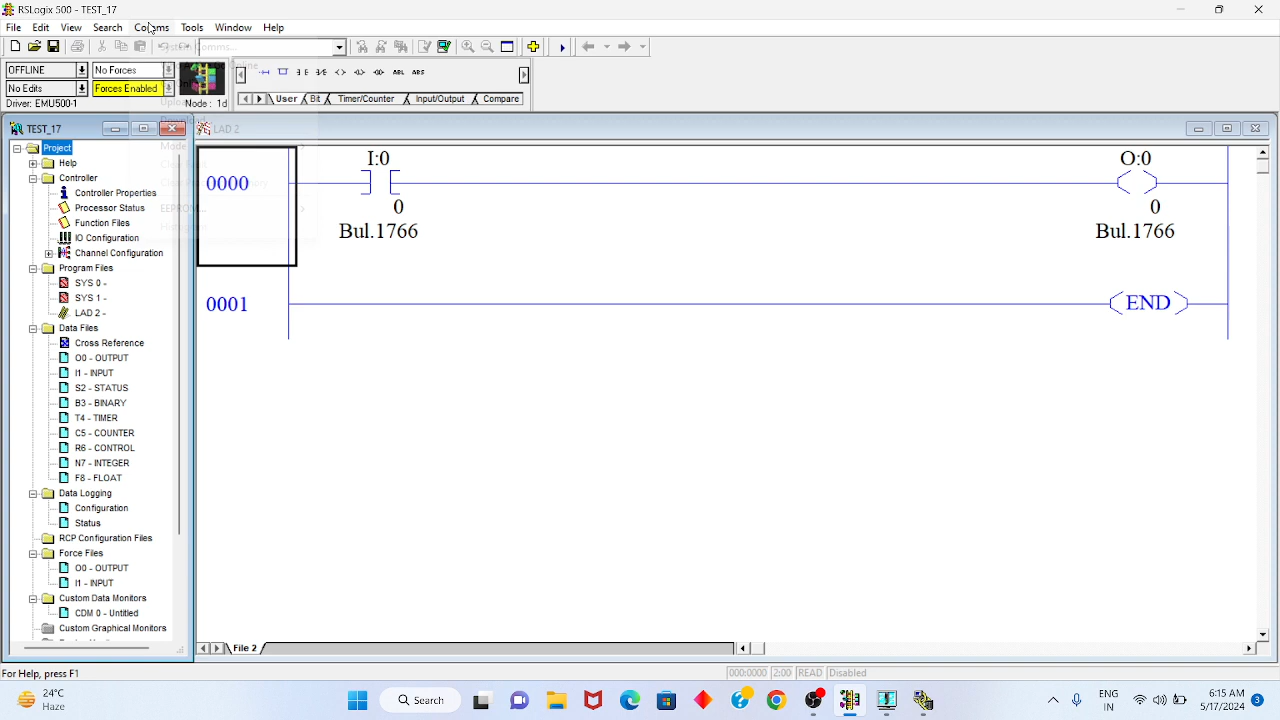 RSLogix 500 - TEST_17
File Edit View Search Comms Tools Window Help
System Comms...
OFFLINE No Forces
No Edits Forces Enabled
Driver: EMU500-1 Node : 1d
User Bit Timer/Counter Input/Output Compare
Download
Mode
EEPROM
TEST_17
LAD 2
Project
Help
Controller
Controller Properties
Processor Status
Function Files
IO Configuration
Channel Configuration
Program Files
SYS 0 -
SYS 1 -
LAD 2 -
Data Files
Cross Reference
O0 - OUTPUT
I1 - INPUT
S2 - STATUS
B3 - BINARY
T4 - TIMER
C5 - COUNTER
R6 - CONTROL
N7 - INTEGER
F8 - FLOAT
Data Logging
Configuration
Status
RCP Configuration Files
Force Files
O0 - OUTPUT
I1 - INPUT
Custom Data Monitors
CDM 0 - Untitled
Custom Graphical Monitors
0000
I:0
0
Bul.1766
O:0
0
Bul.1766
0001
END
File 2
For Help, press F1
000:0000 2:00 READ Disabled
24°C
Haze
Search
ENG
IN
6:15 AM
5/17/2024
3